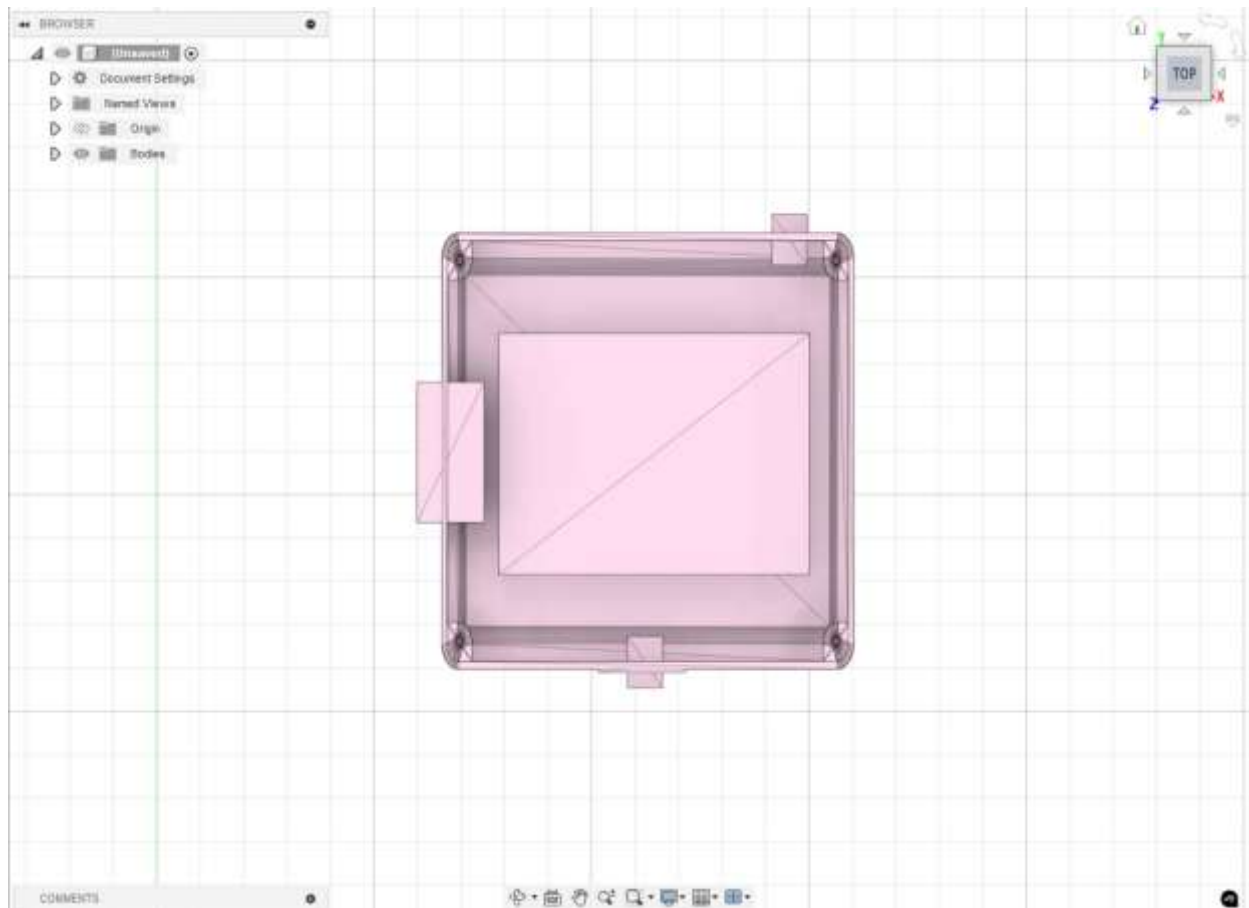 BROWSER
(Unsaved)
Document Settings
Named Views
Origin
Bodies
TOP
Y
Z
X
COMMENTS